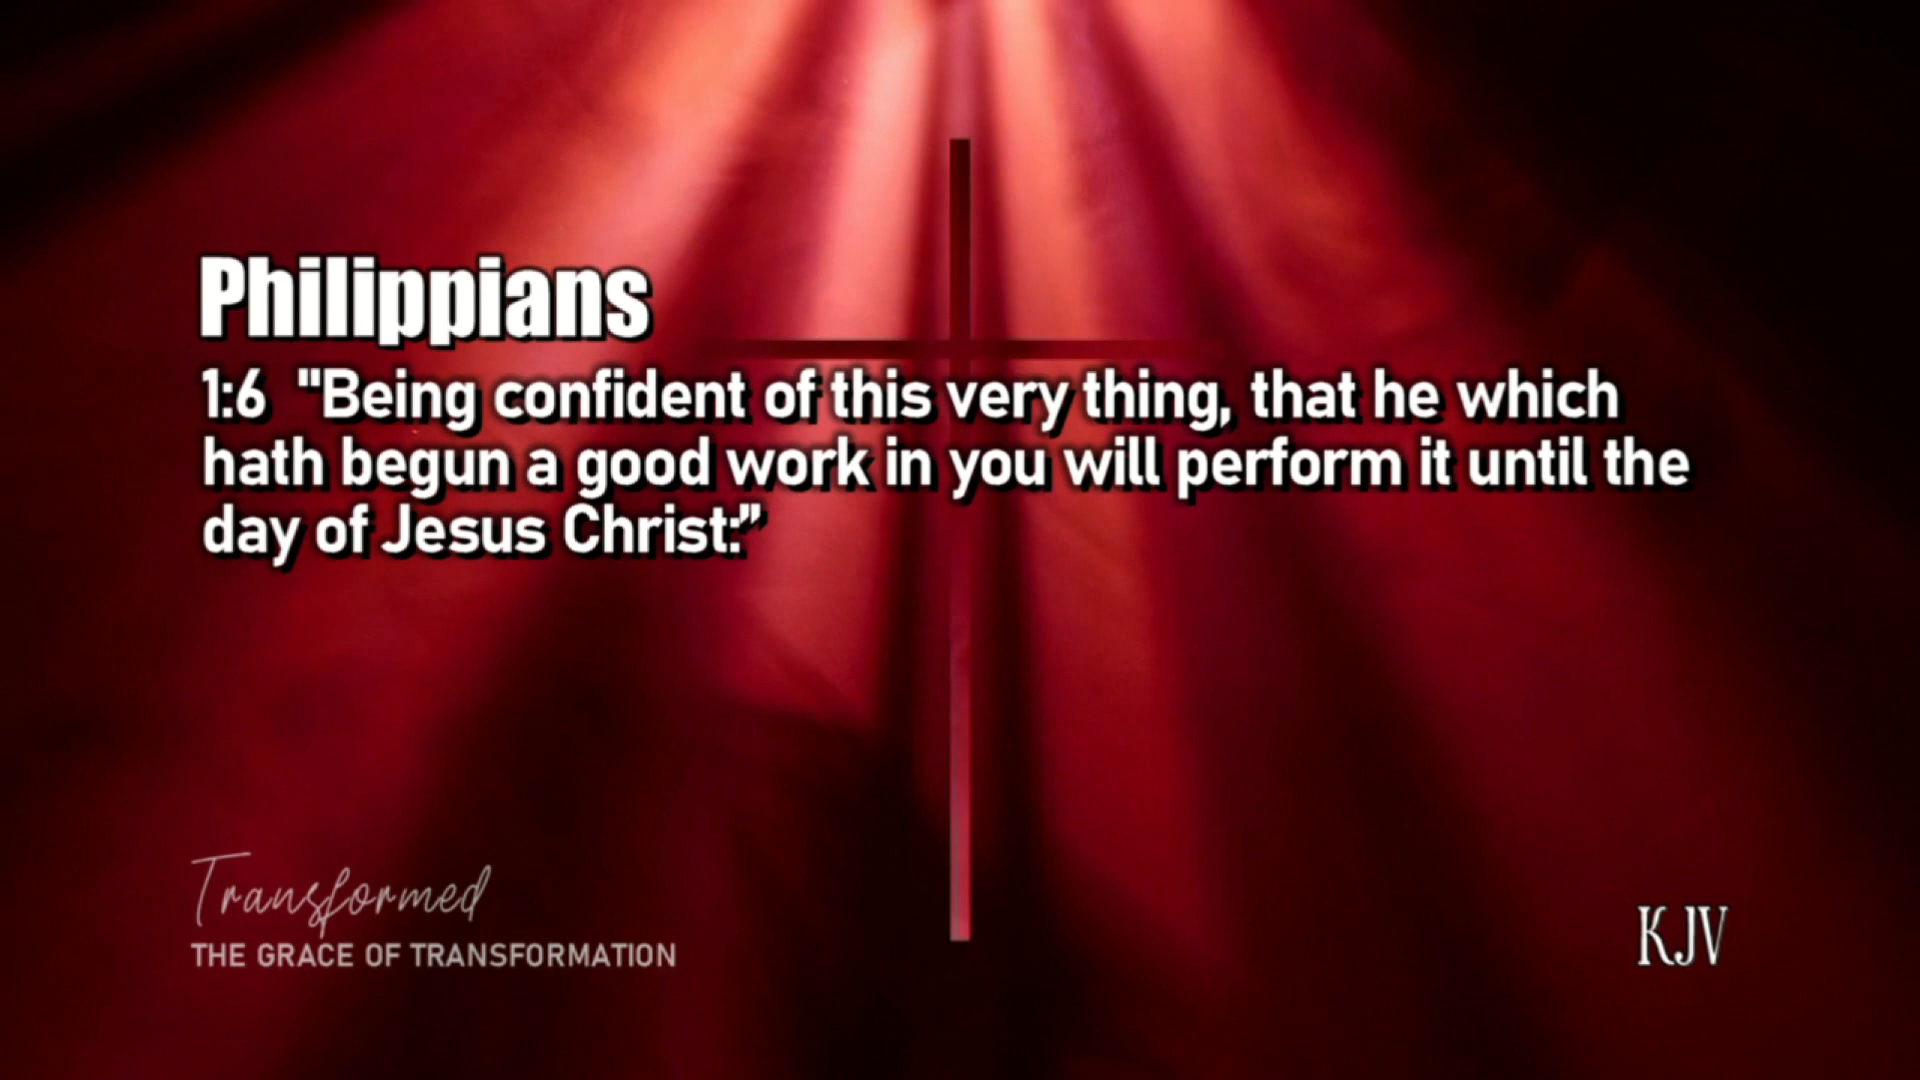 Philippians
1:6 "Being confident of this very thing, that he which
hath begun a good work in you will perform it until the
day of Jesus Christ:”
Transformed
THE GRACE OF TRANSFORMATION
KJV